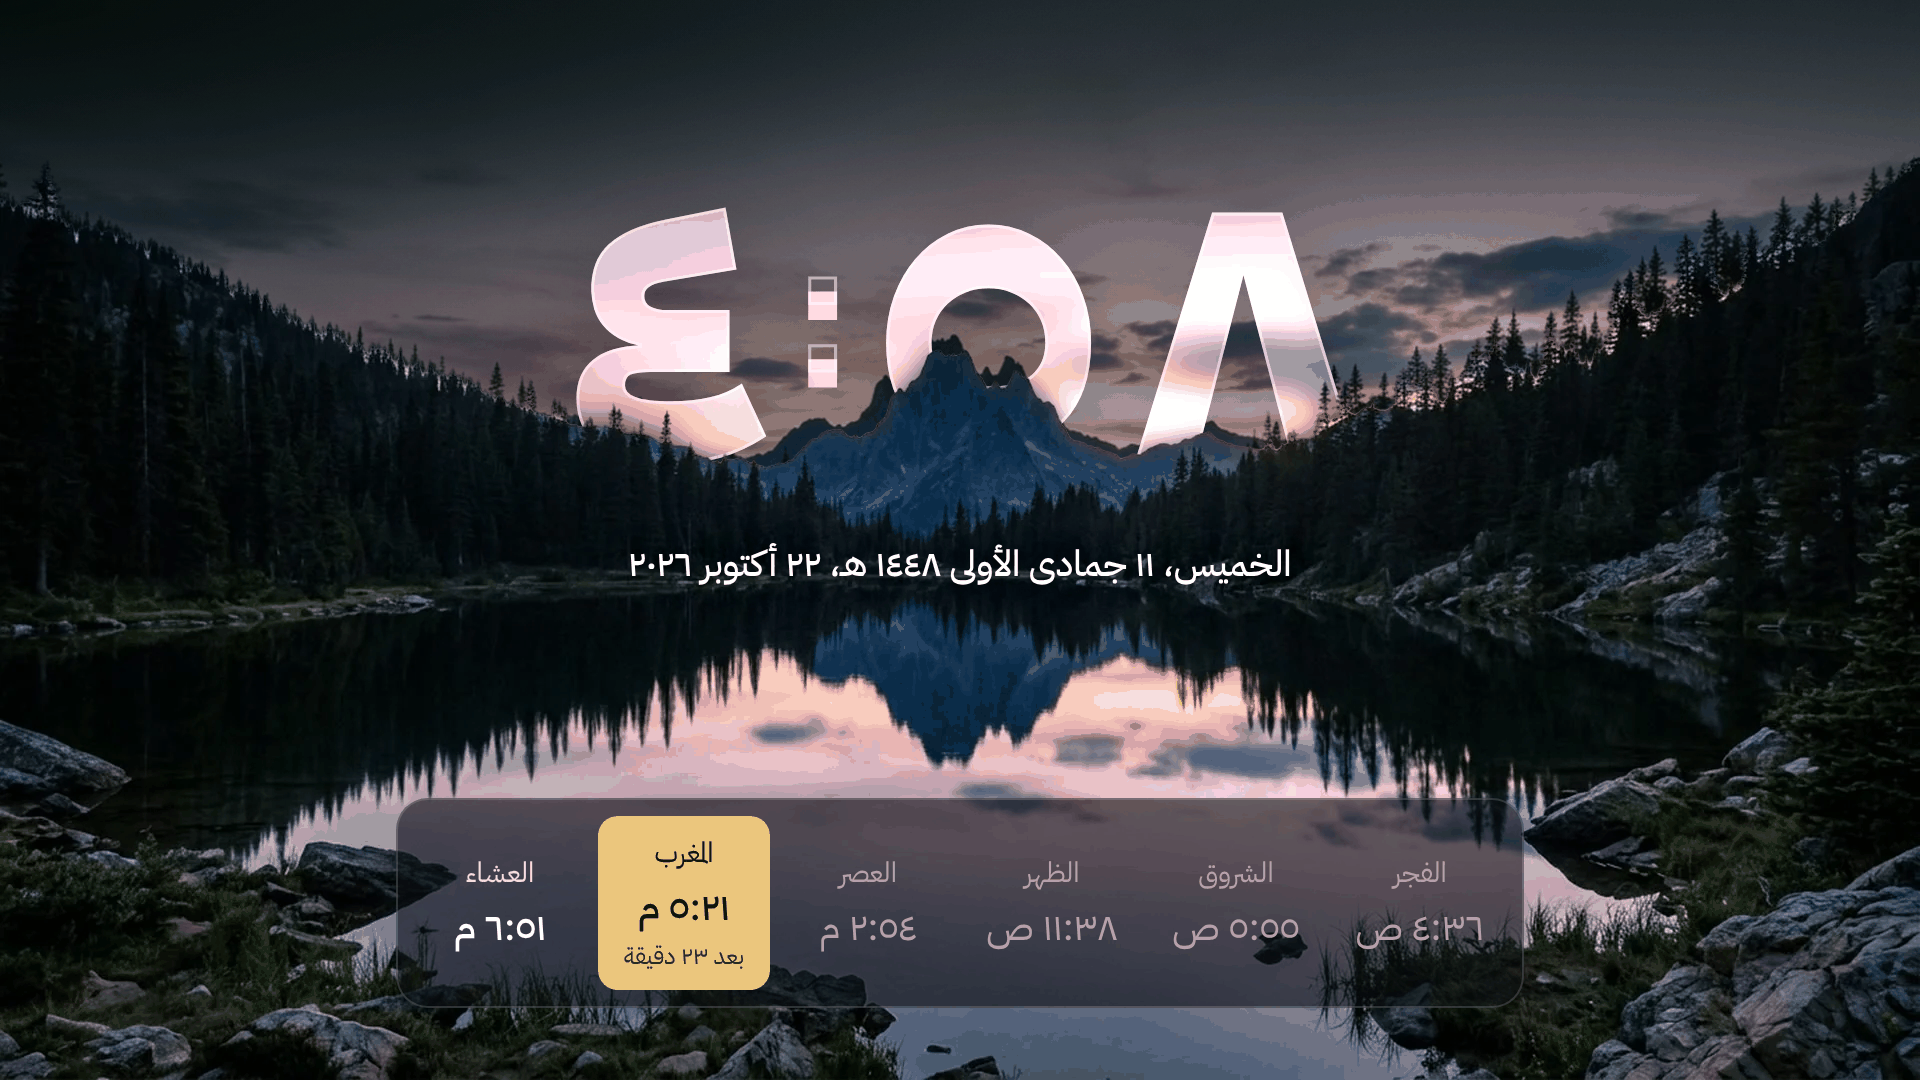 ٤:٥٨
الخميس، ١١ جمادى الأولى ١٤٤٨ هـ، ٢٢ أكتوبر ٢٠٢٦
الفجر
٤:٣٦ ص
الشروق
٥:٥٥ ص
الظهر
١١:٣٨ ص
العصر
٢:٥٤ م
المغرب
٥:٢١ م
بعد ٢٣ دقيقة
العشاء
٦:٥١ م